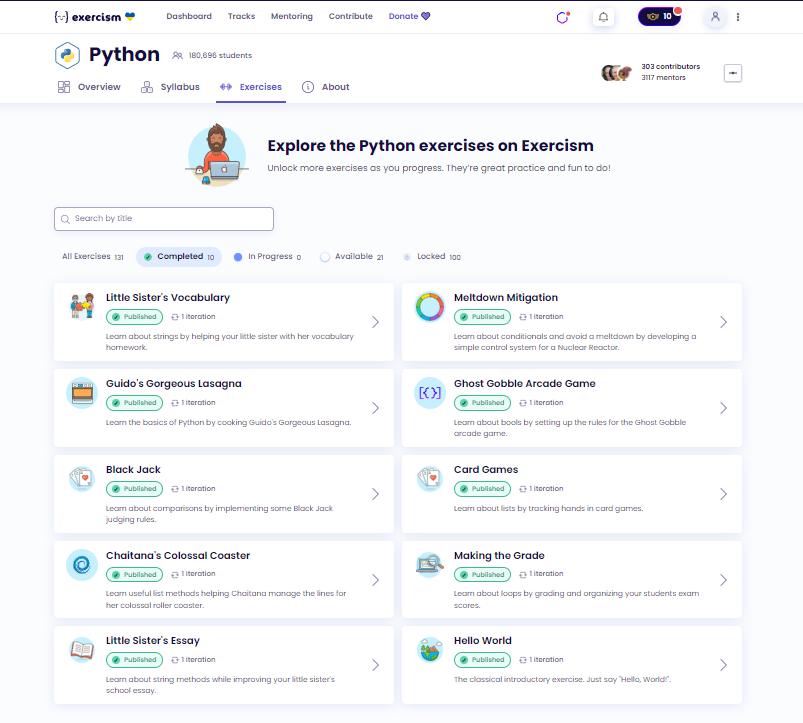 exercism
Dashboard Tracks Mentoring Contribute Donate
10
Python
180,696 students
303 contributors
3117 mentors
Overview Syllabus Exercises About
Explore the Python exercises on Exercism
Unlock more exercises as you progress. They're great practice and fun to do!
Search by title
All Exercises 131 Completed 10 In Progress 0 Available 21 Locked 100
Little Sister's Vocabulary
Published 1 iteration
Learn about strings by helping your little sister with her vocabulary
homework.
Meltdown Mitigation
Published 1 iteration
Learn about conditionals and avoid a meltdown by developing a
simple control system for a Nuclear Reactor.
Guido's Gorgeous Lasagna
Published 1 iteration
Learn the basics of Python by cooking Guido's Gorgeous Lasagna.
Ghost Gobble Arcade Game
Published 1 iteration
Learn about bools by setting up the rules for the Ghost Gobble
arcade game.
Black Jack
Published 1 iteration
Learn about comparisons by implementing some Black Jack
judging rules.
Card Games
Published 1 iteration
Learn about lists by tracking hands in card games.
Chaitana's Colossal Coaster
Published 1 iteration
Learn useful list methods helping Chaitana manage the lines for
her colossal roller coaster.
Making the Grade
Published 1 iteration
Learn about loops by grading and organizing your students exam
scores.
Little Sister's Essay
Published 1 iteration
Learn about string methods while improving your little sister's
school essay.
Hello World
Published 1 iteration
The classical introductory exercise. Just say "Hello, World!".